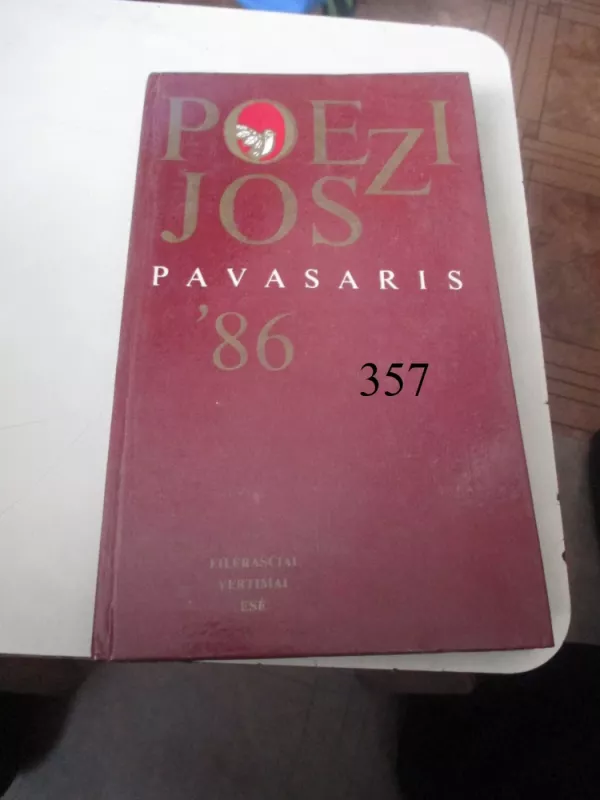 POEZI
JOS
PAVASARIS
'86
357
EILĖRAŠČIAI
VERTIMAI
ESĖ